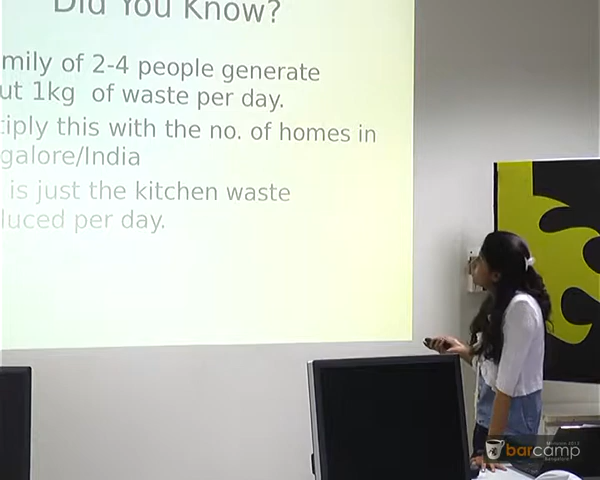 Did You Know?
mily of 2-4 people generate
ut 1kg of waste per day.
tiply this with the no. of homes in
galore/India
is just the kitchen waste
luced per day.
barcamp